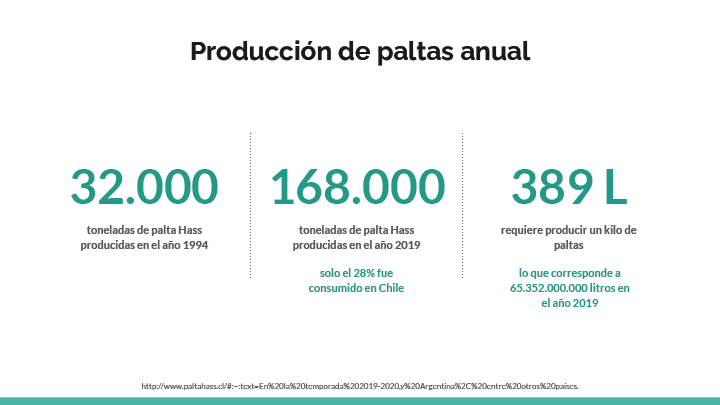 Producción de paltas anual
32.000
toneladas de palta Hass
producidas en el año 1994
168.000
toneladas de palta Hass
producidas en el año 2019
solo el 28% fue
consumido en Chile
389 L
requiere producir un kilo de
paltas
lo que corresponde a
65.352.000.000 litros en
el año 2019
http://www.paltahass.cl/#:~:text=En%20la%20temporada%202019-2020,y%20Argentina%2C%20entre%20otros%20países.